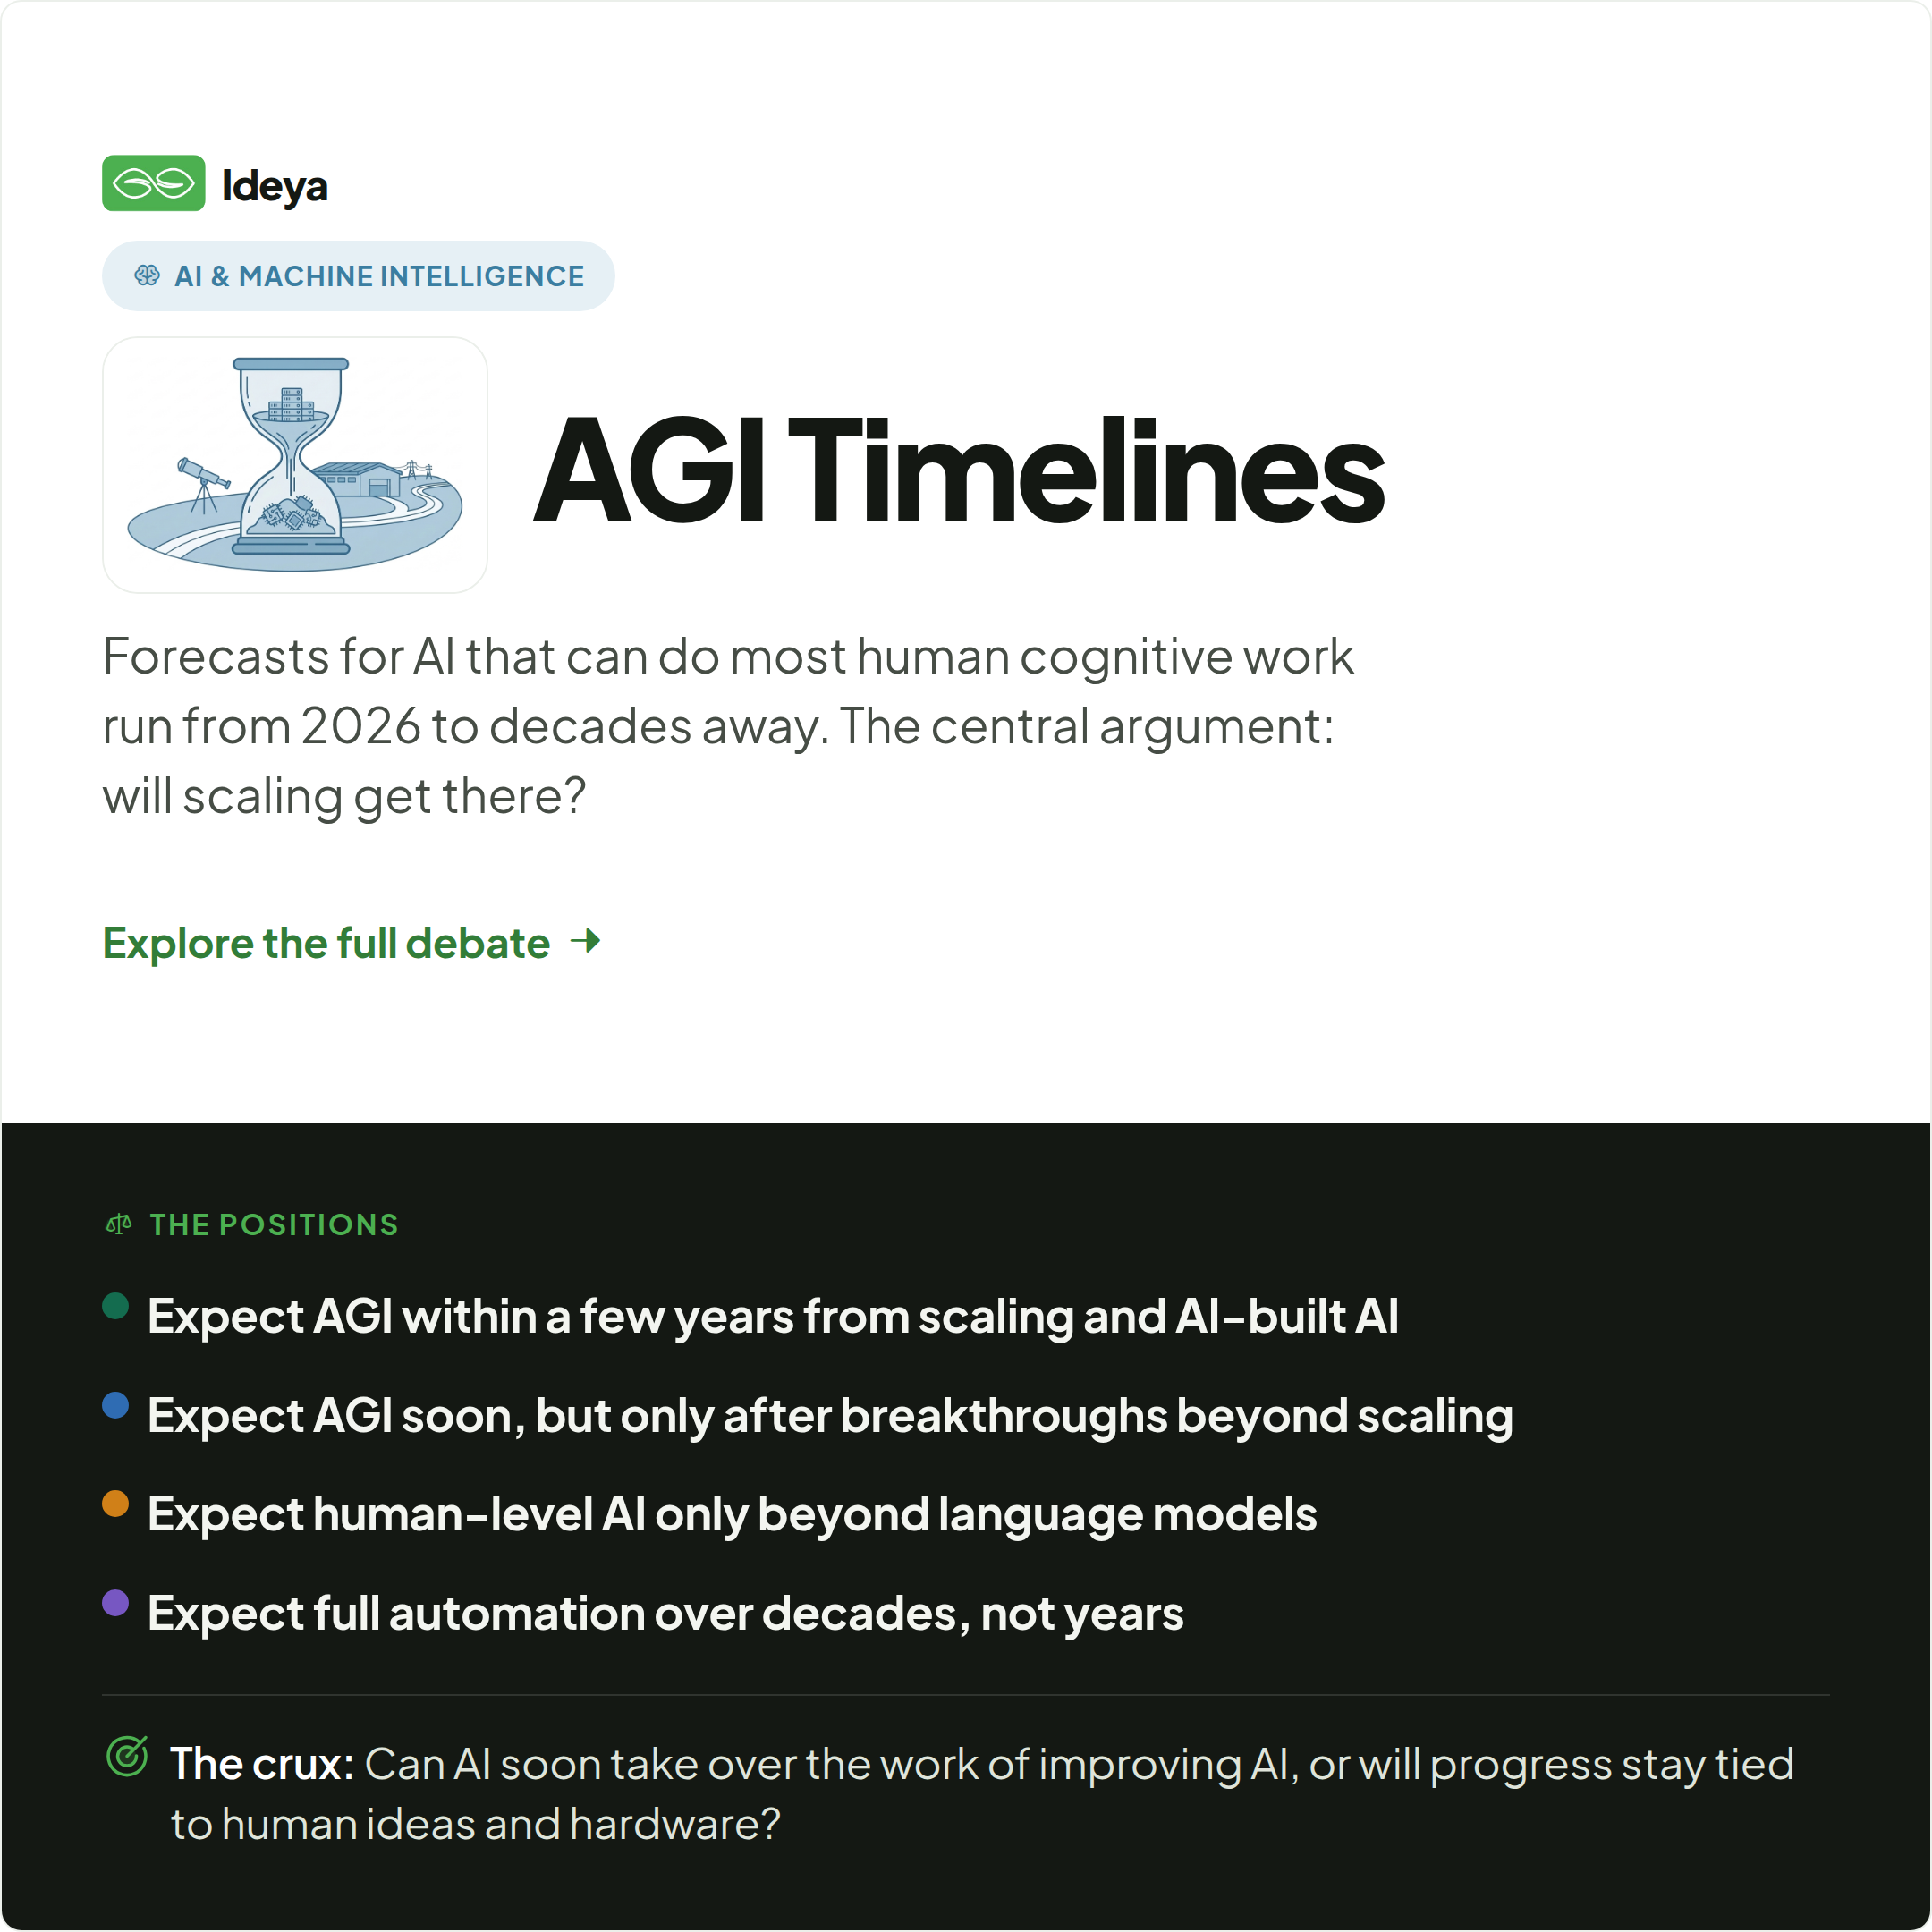 Ideya
AI & MACHINE INTELLIGENCE
AGI Timelines
Forecasts for AI that can do most human cognitive work
run from 2026 to decades away. The central argument:
will scaling get there?
Explore the full debate
THE POSITIONS
Expect AGI within a few years from scaling and AI-built AI
Expect AGI soon, but only after breakthroughs beyond scaling
Expect human-level AI only beyond language models
Expect full automation over decades, not years
The crux: Can AI soon take over the work of improving AI, or will progress stay tied
to human ideas and hardware?